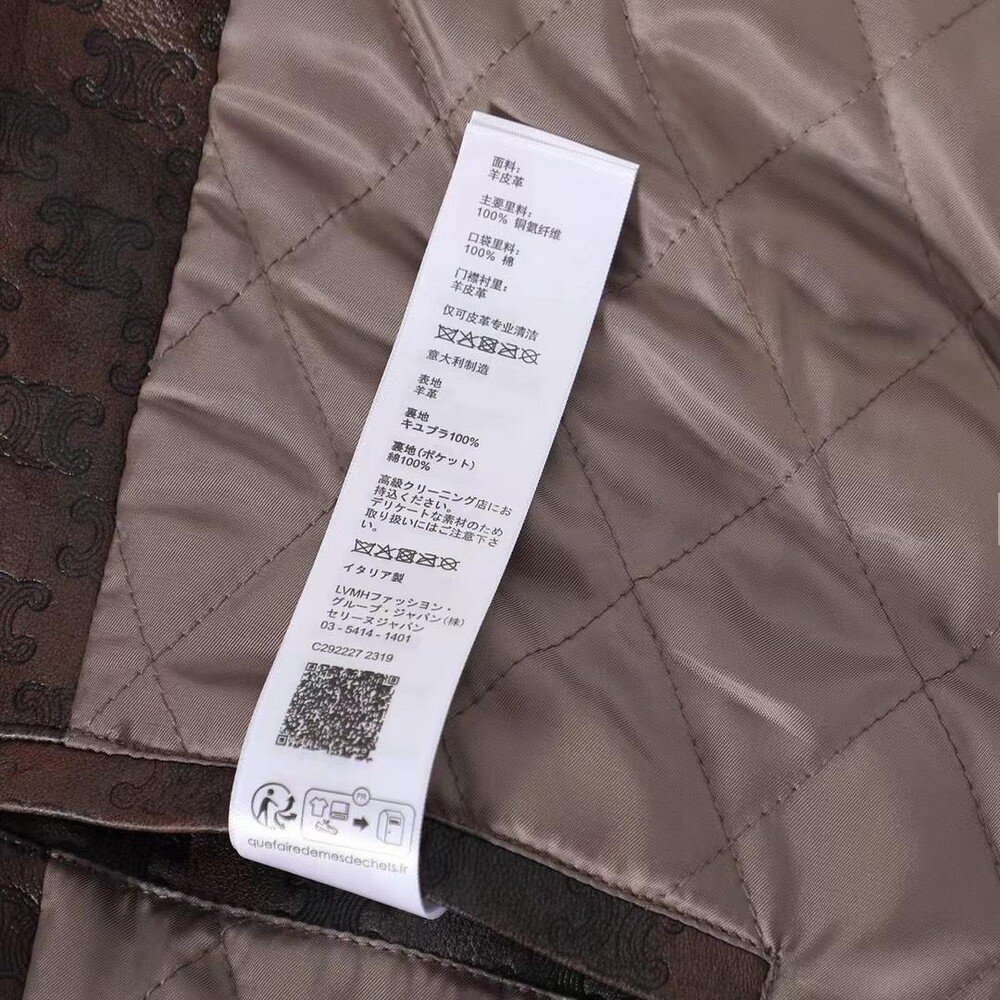 面料:
羊皮革
主要里料:
100% 铜氨纤维
口袋里料:
100% 棉
门襟衬里:
羊皮革
仅可皮革专业清洁
意大利制造
表地
羊革
裏地
キユプラ100%
裏地(ポケット)
綿100%
高級クリーニング店にお
持込ください。
デリケートな素材のため
取り扱いにはご注意下さ
い。
イタリア製
LVMHファッション・
グループ・ジャパン(株)
セリーヌジャパン
03 - 5414 - 1401
C292227 2319
FR
quefairedemesdechets.fr